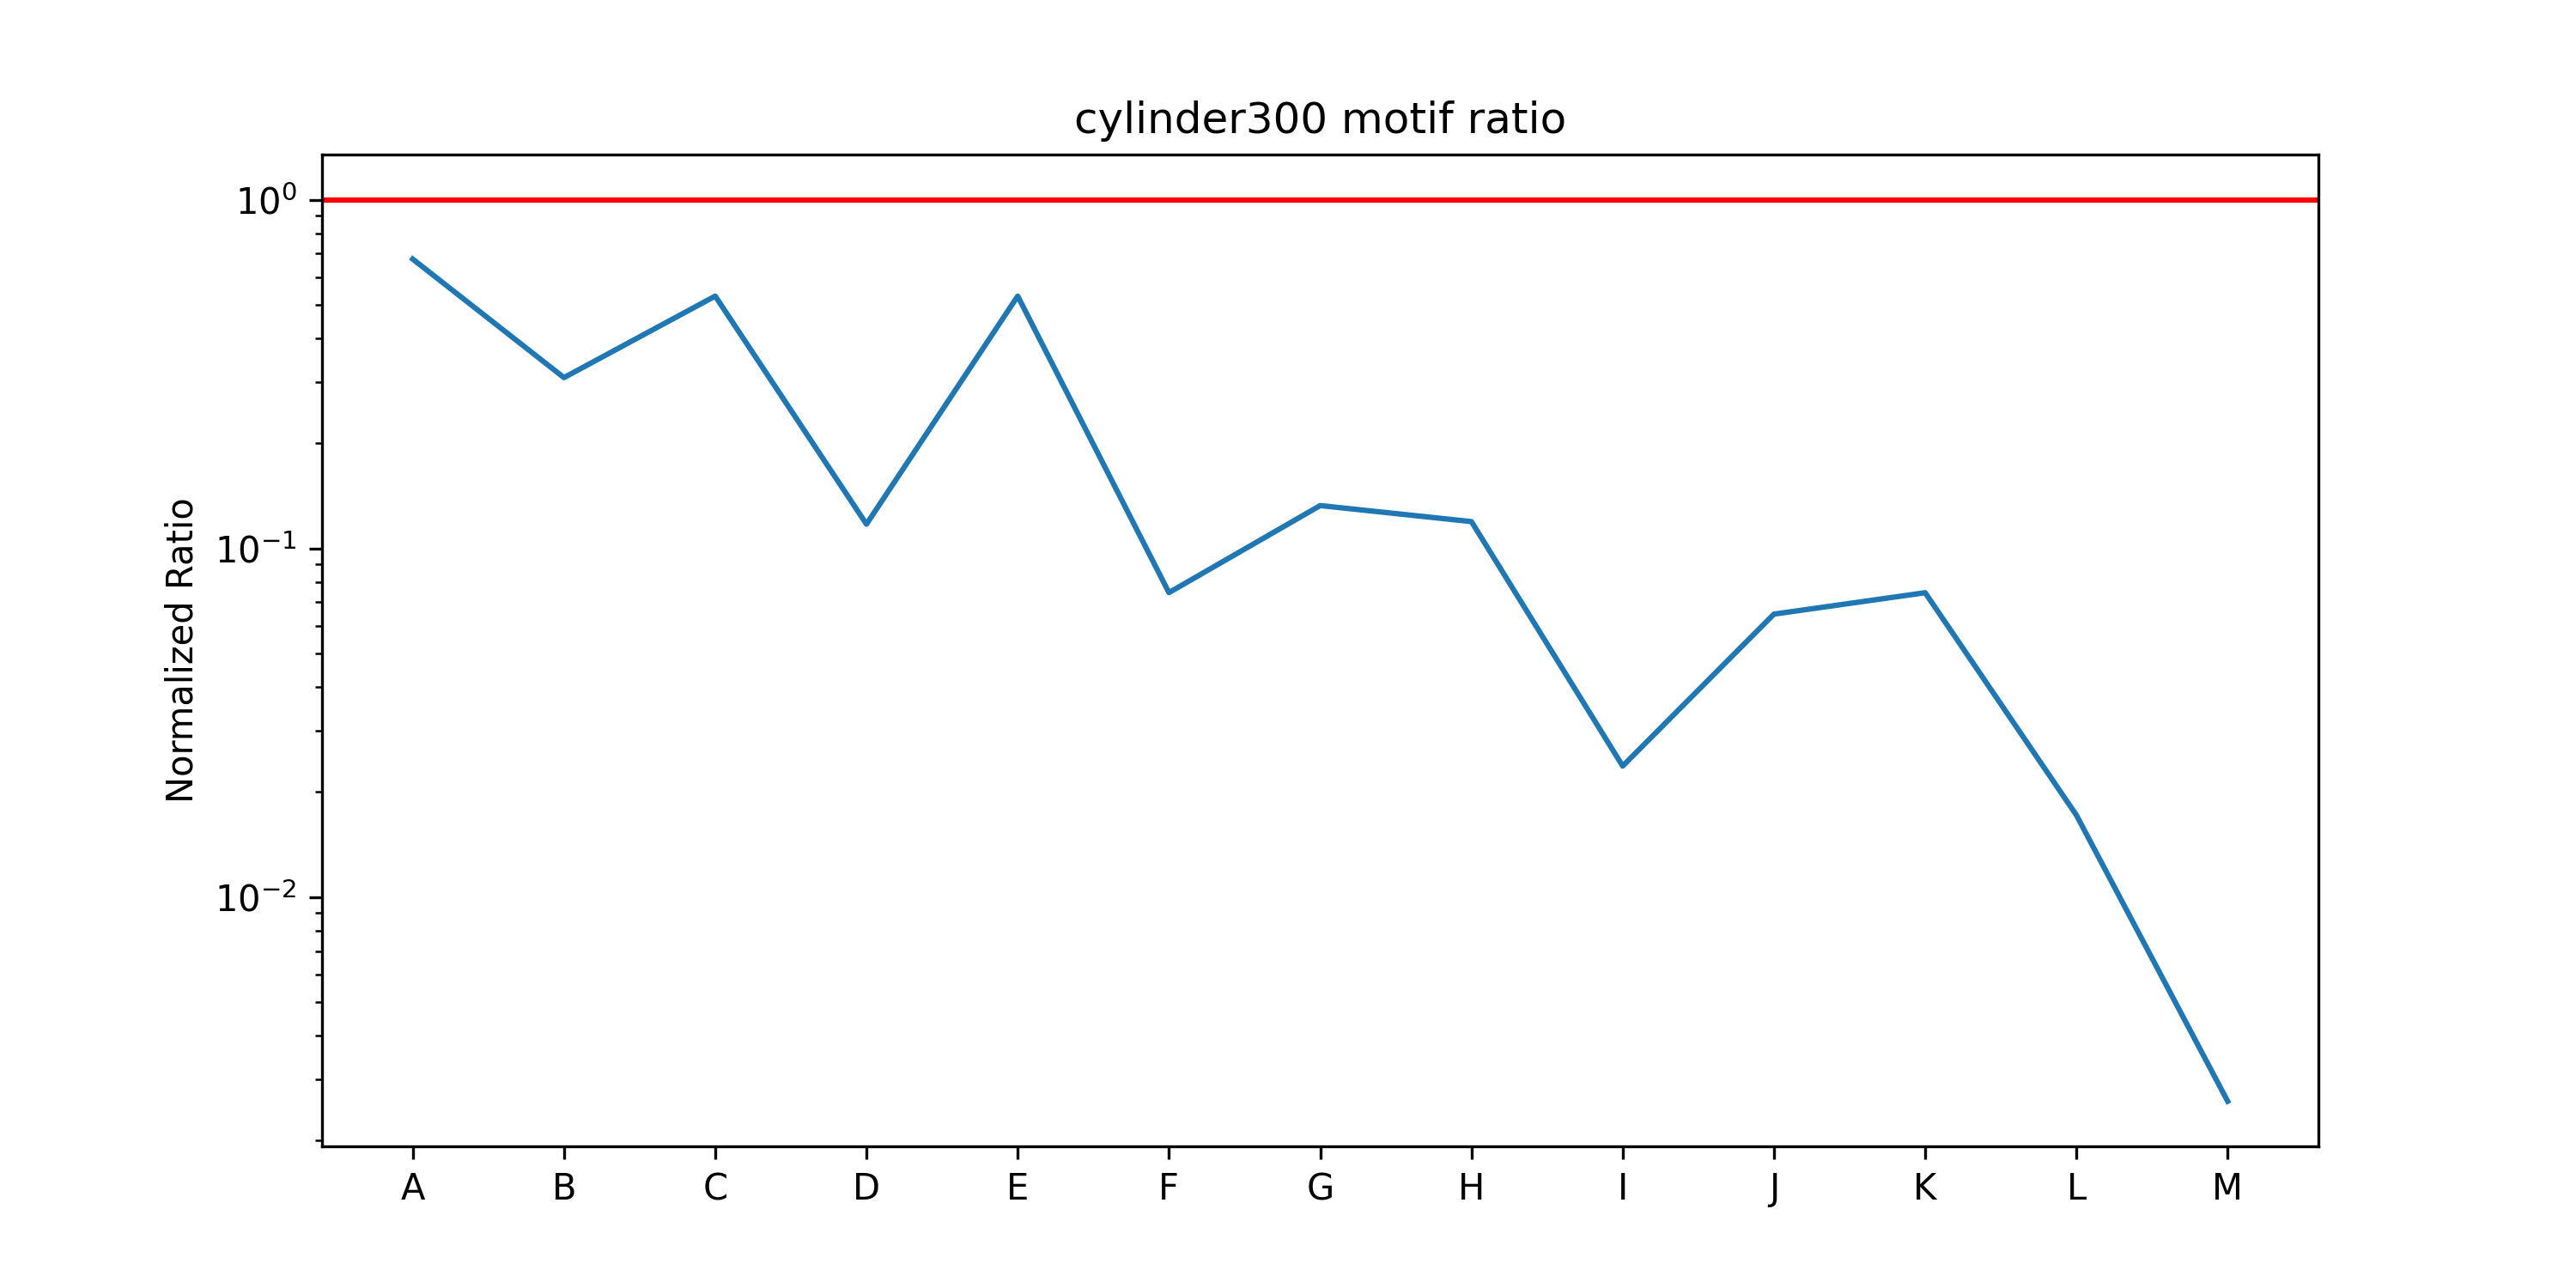 cylinder300 motif ratio
Normalized Ratio
10⁰
10⁻¹
10⁻²
A B C D E F G H I J K L M